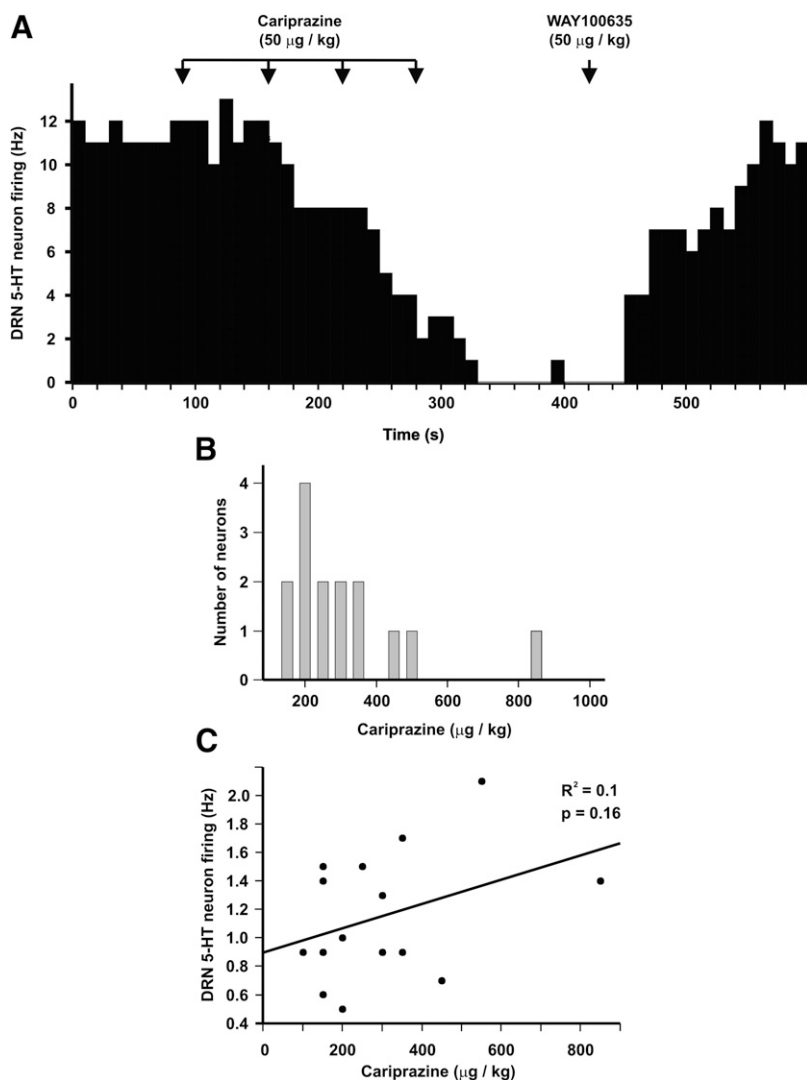 A
Cariprazine
(50 μg / kg)
WAY100635
(50 μg / kg)
DRN 5-HT neuron firing (Hz)
12
10
8
6
4
2
0
0 100 200 300 400 500
Time (s)
B
Number of neurons
4
3
2
1
0
200 400 600 800 1000
Cariprazine (μg / kg)
C
DRN 5-HT neuron firing (Hz)
R² = 0.1
p = 0.16
2.0
1.8
1.6
1.4
1.2
1.0
0.8
0.6
0.4
0 200 400 600 800
Cariprazine (μg / kg)